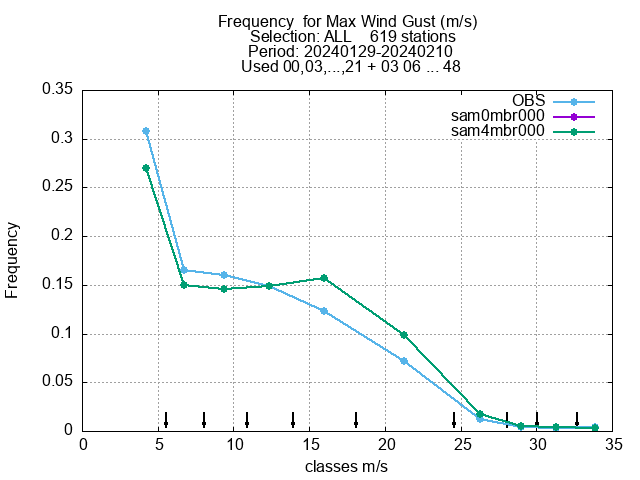 Frequency  for Max Wind Gust (m/s)
Selection: ALL    619 stations
Period: 20240129-20240210
Used 00,03,...,21 + 03 06 ... 48
OBS
sam0mbr000
sam4mbr000
0.35
0.3
0.25
0.2
0.15
0.1
0.05
0
Frequency
0 5 10 15 20 25 30 35
classes m/s